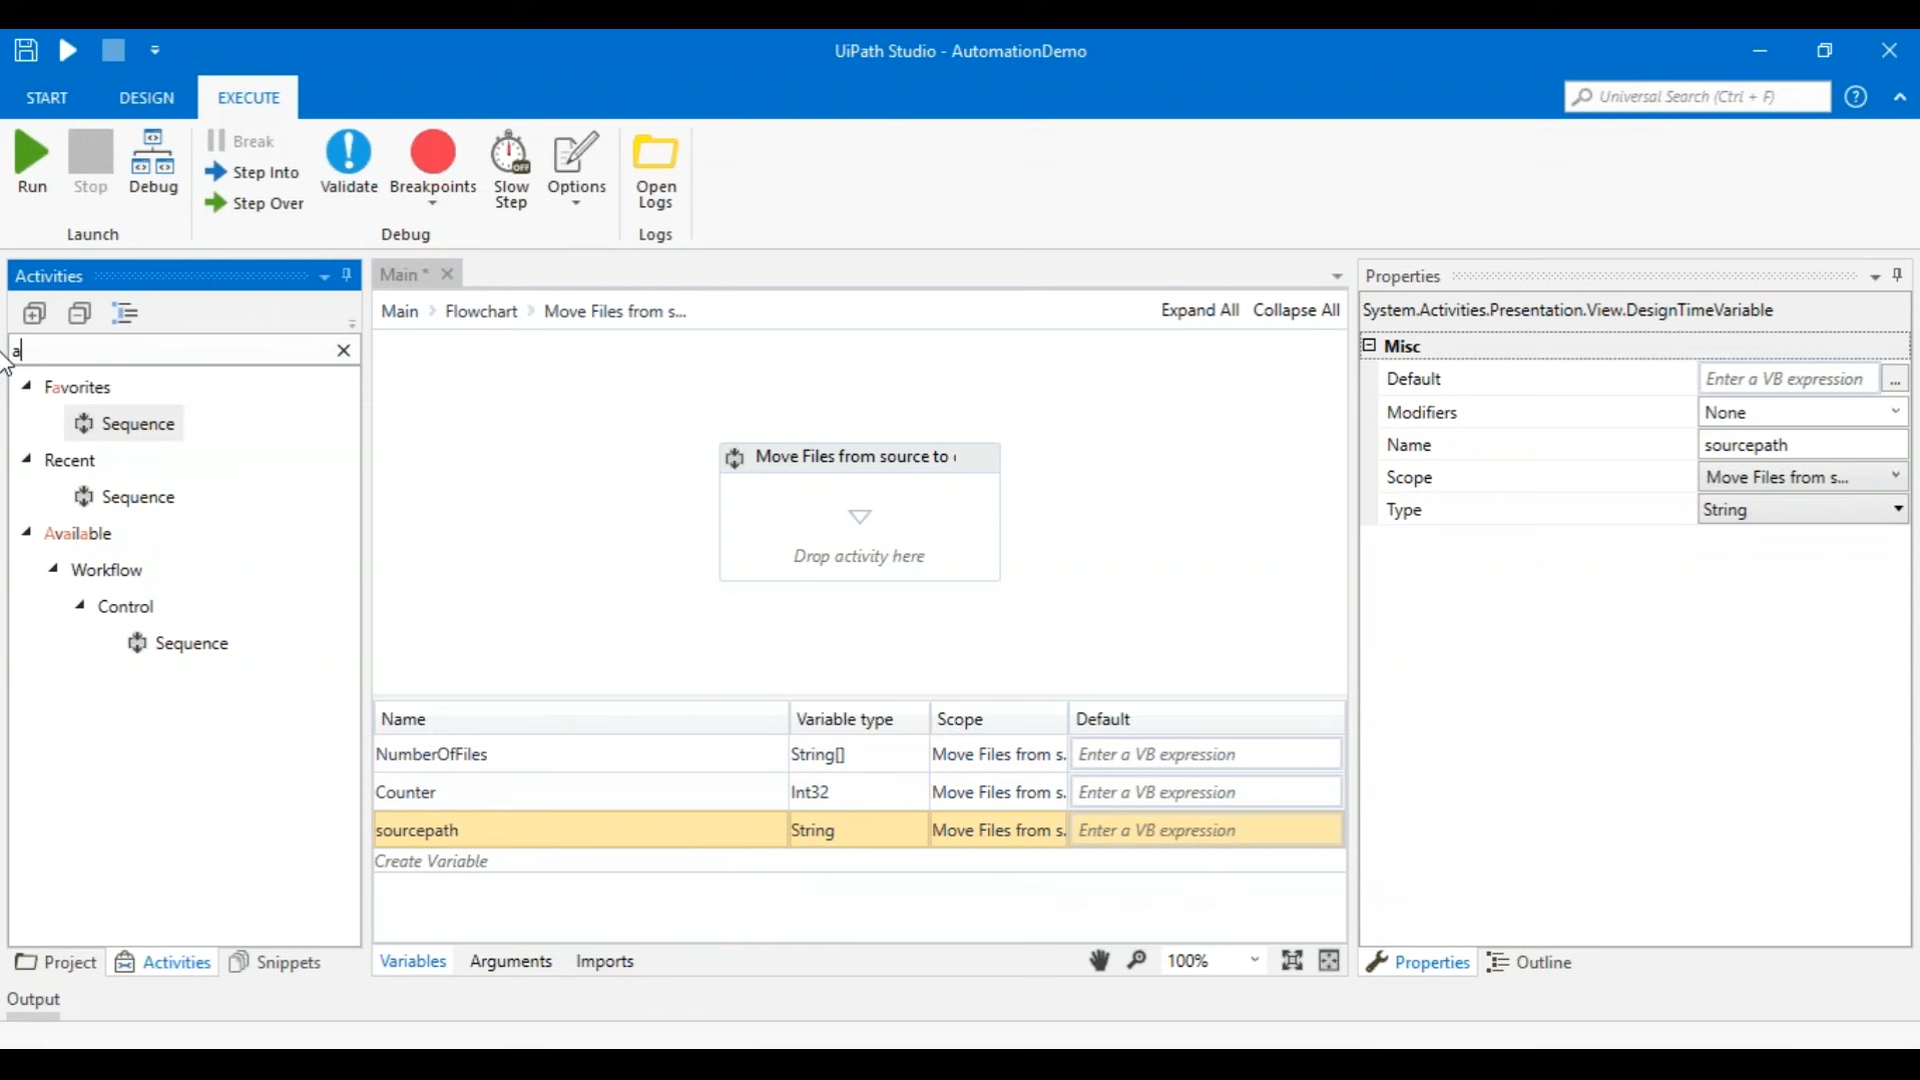 UiPath Studio - AutomationDemo
START DESIGN EXECUTE
Universal Search (Ctrl + F)
Run
Stop
Debug
Break
Step Into
Step Over
Validate
Breakpoints
Slow
Step
Options
Open
Logs
Launch
Debug
Logs
Activities
a
Favorites
Sequence
Recent
Sequence
Available
Workflow
Control
Sequence
Project Activities Snippets
Main *
Main > Flowchart > Move Files from s...
Expand All Collapse All
Move Files from source to
Drop activity here
Name Variable type Scope Default
NumberOfFiles String[] Move Files from s. Enter a VB expression
Counter Int32 Move Files from s. Enter a VB expression
sourcepath String Move Files from s. Enter a VB expression
Create Variable
Variables Arguments Imports
100%
Properties
System.Activities.Presentation.View.DesignTimeVariable
Misc
Default Enter a VB expression ...
Modifiers None
Name sourcepath
Scope Move Files from s...
Type String
Properties Outline
Output